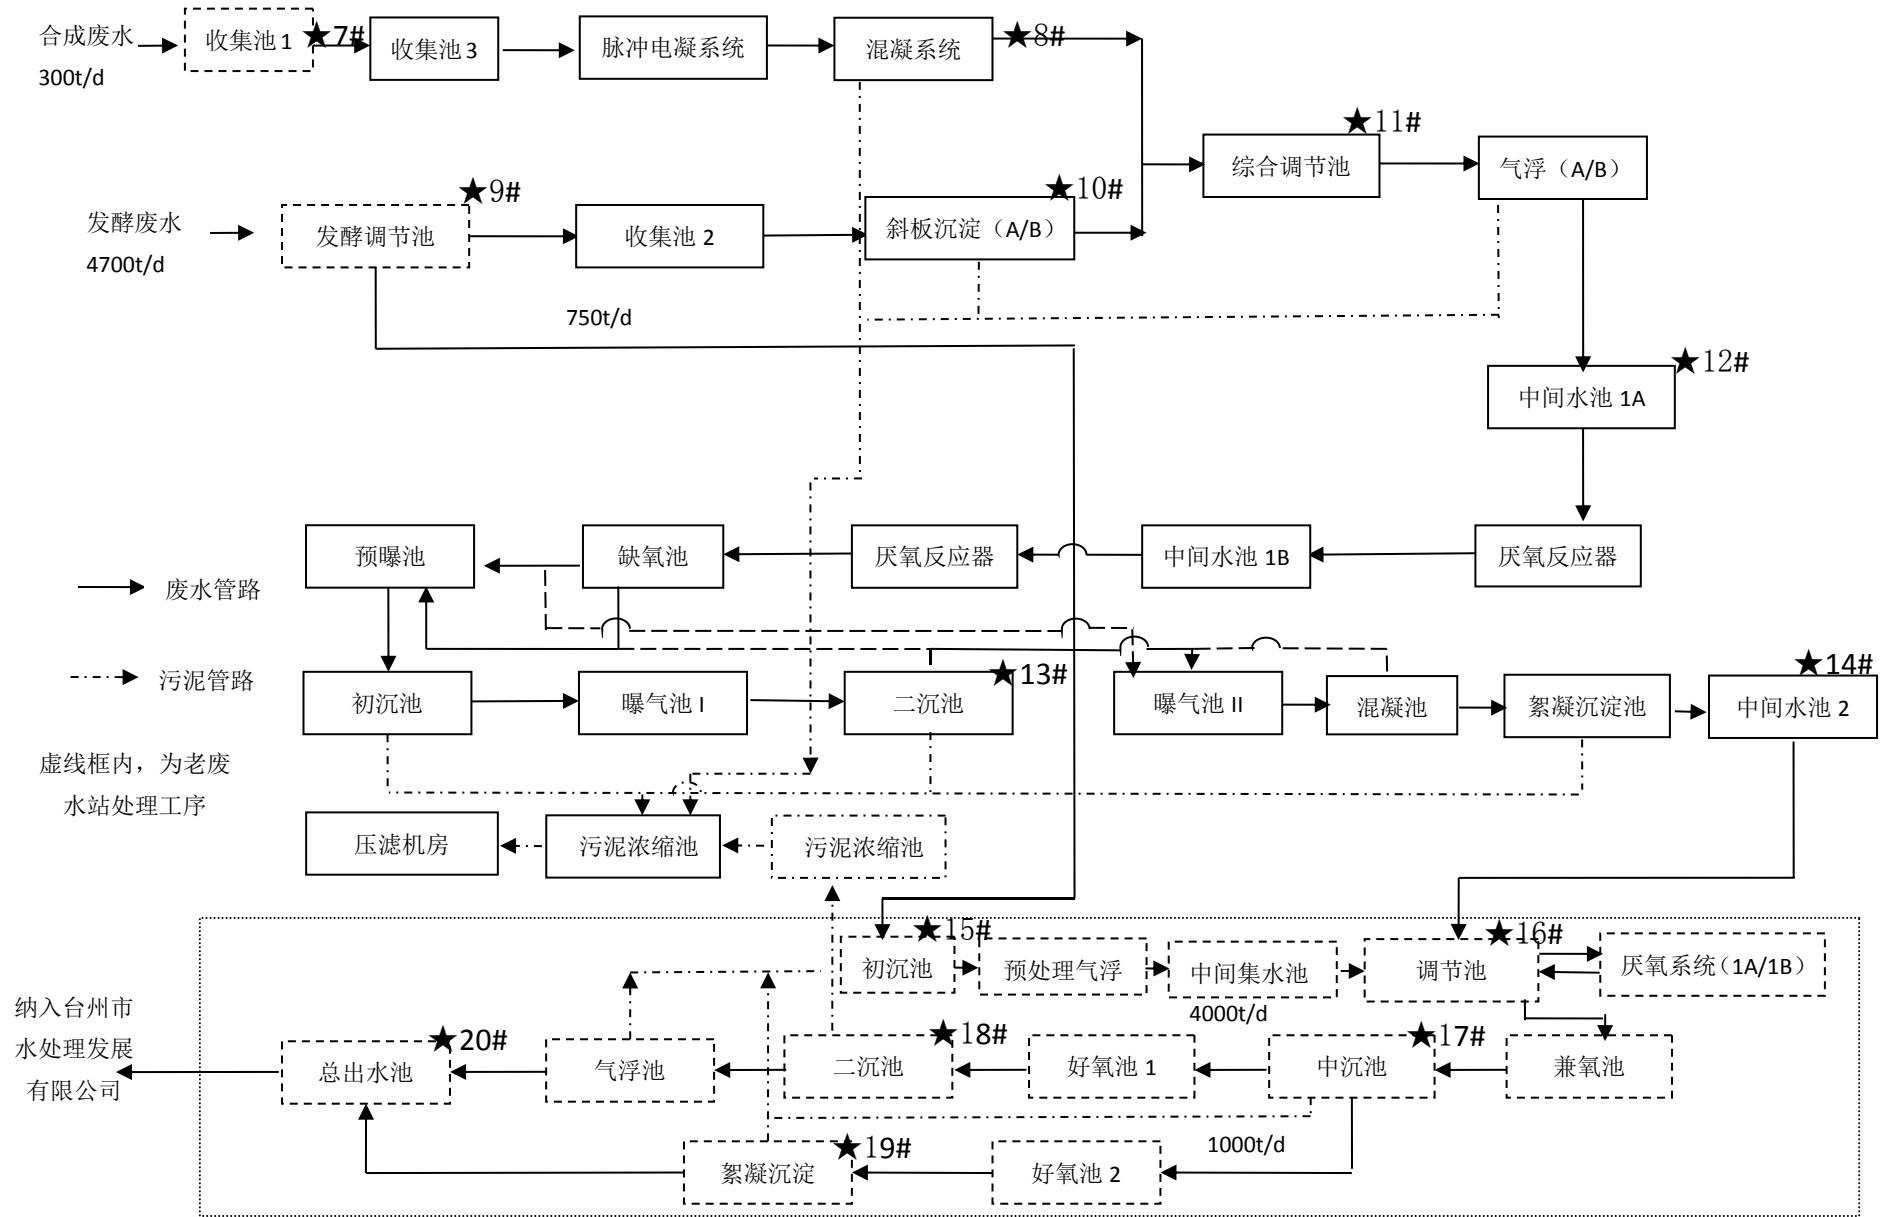 合成废水
300t/d
收集池 1
★7#
收集池 3
脉冲电凝系统
混凝系统
★8#
★11#
综合调节池
气浮（A/B）
发酵废水
4700t/d
★9#
发酵调节池
收集池 2
★10#
斜板沉淀（A/B）
750t/d
★12#
中间水池 1A
预曝池
缺氧池
厌氧反应器
中间水池 1B
厌氧反应器
废水管路
污泥管路
初沉池
曝气池 I
二沉池
★13#
曝气池 II
混凝池
絮凝沉淀池
★14#
中间水池 2
虚线框内，为老废
水站处理工序
压滤机房
污泥浓缩池
污泥浓缩池
★15#
初沉池
预处理气浮
中间集水池
★16#
调节池
厌氧系统（1A/1B）
4000t/d
纳入台州市
水处理发展
有限公司
★20#
总出水池
气浮池
★18#
二沉池
好氧池 1
★17#
中沉池
兼氧池
★19#
絮凝沉淀
好氧池 2
1000t/d